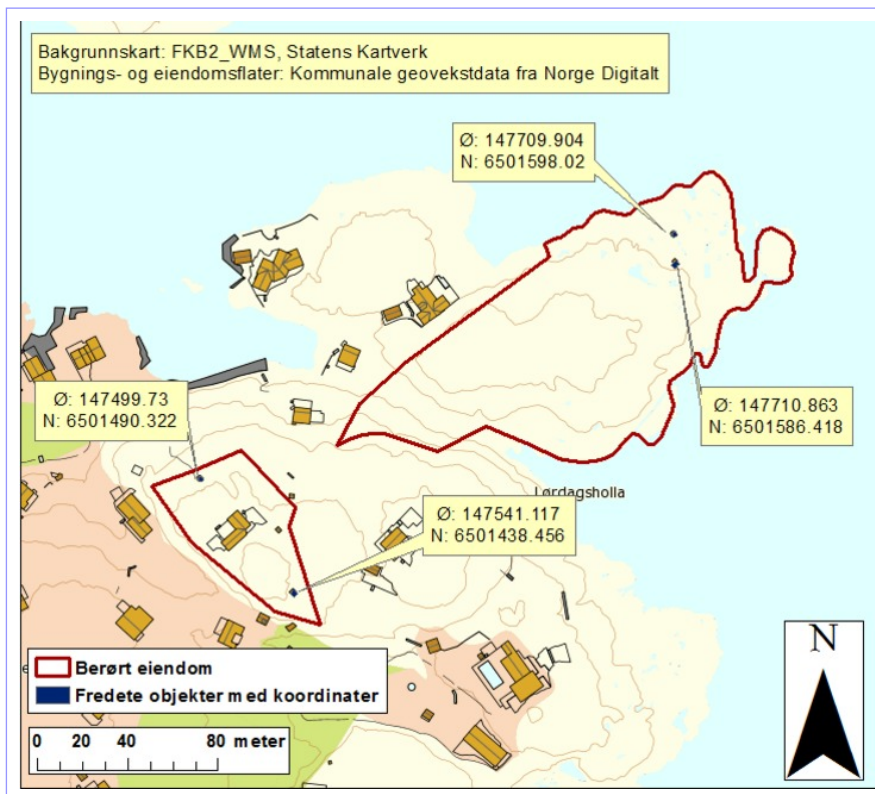 Bakgrunnskart: FKB2_WMS, Statens Kartverk
Bygnings- og eiendomsflater: Kommunale geovekstdata fra Norge Digitalt
Ø: 147709.904
N: 6501598.02
Ø: 147499.73
N: 6501490.322
Ø: 147710.863
N: 6501586.418
Lørdagsholla
Ø: 147541.117
N: 6501438.456
N
Berørt eiendom
Fredete objekter med koordinater
0 20 40 80 meter